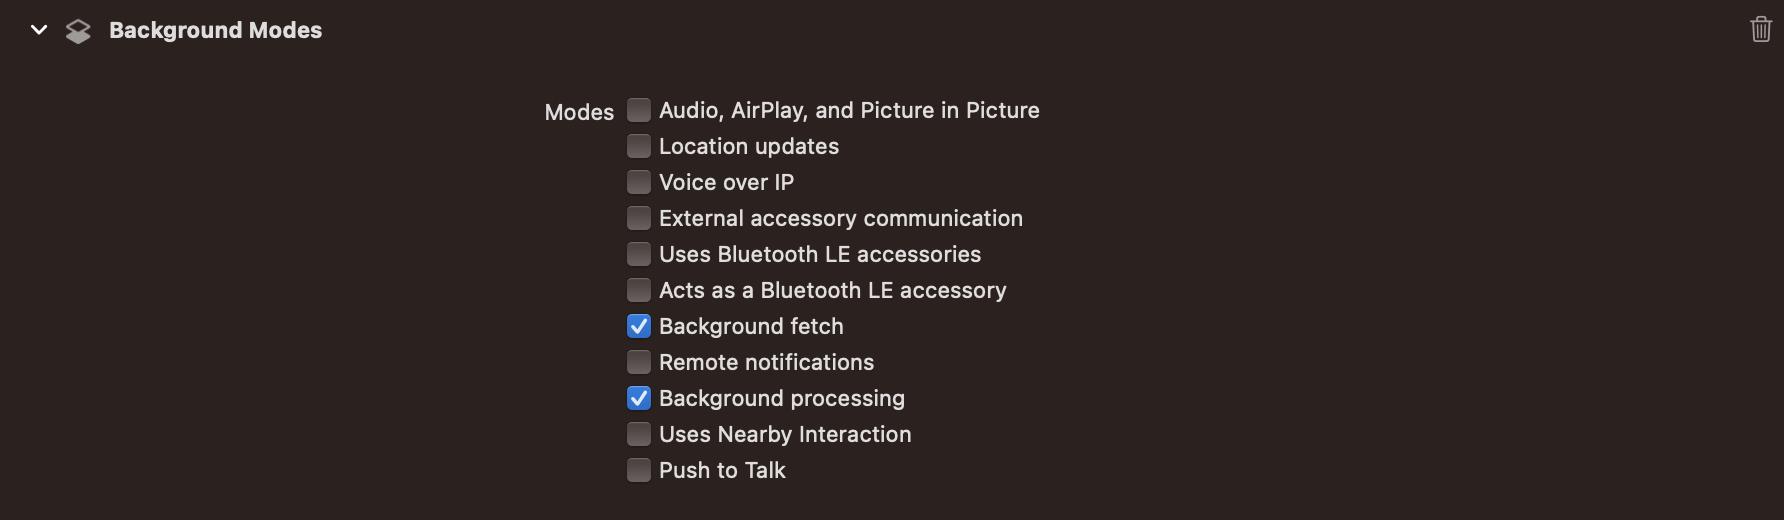 Background Modes
Modes
Audio, AirPlay, and Picture in Picture
Location updates
Voice over IP
External accessory communication
Uses Bluetooth LE accessories
Acts as a Bluetooth LE accessory
Background fetch
Remote notifications
Background processing
Uses Nearby Interaction
Push to Talk